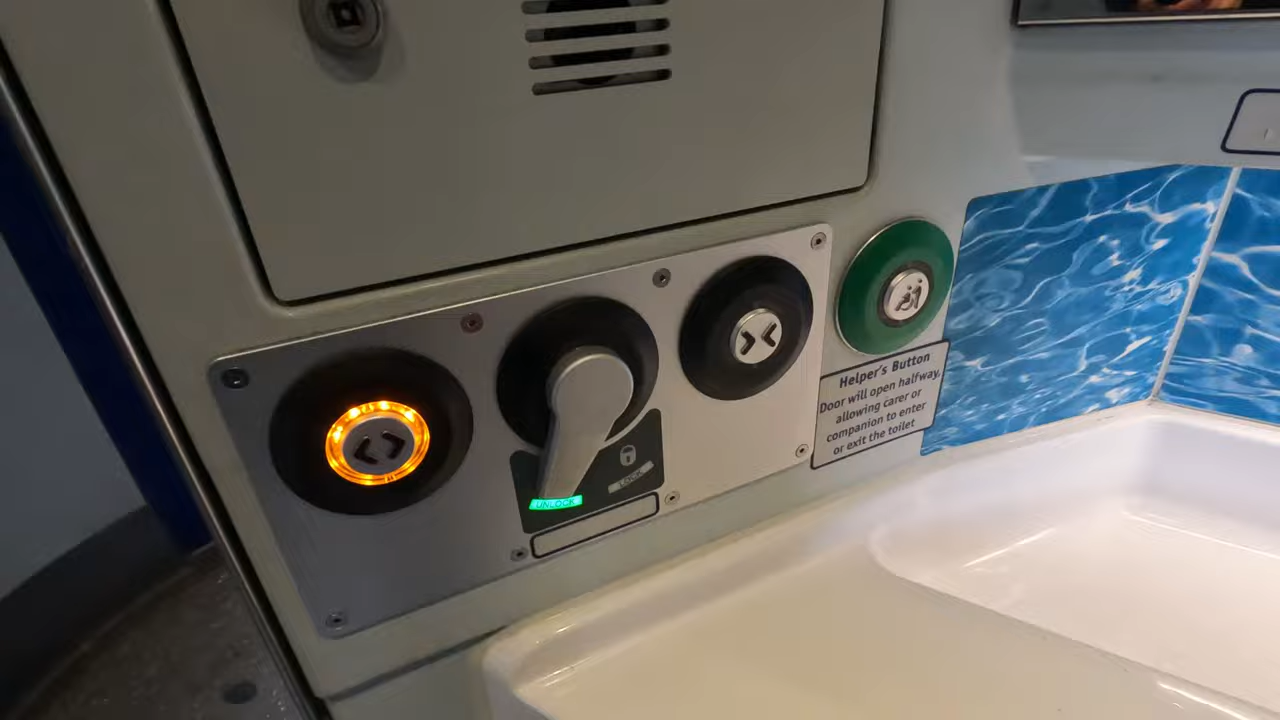 UNLOCK
LOCK
Helper's Button
Door will open halfway,
allowing carer or
companion to enter
or exit the toilet